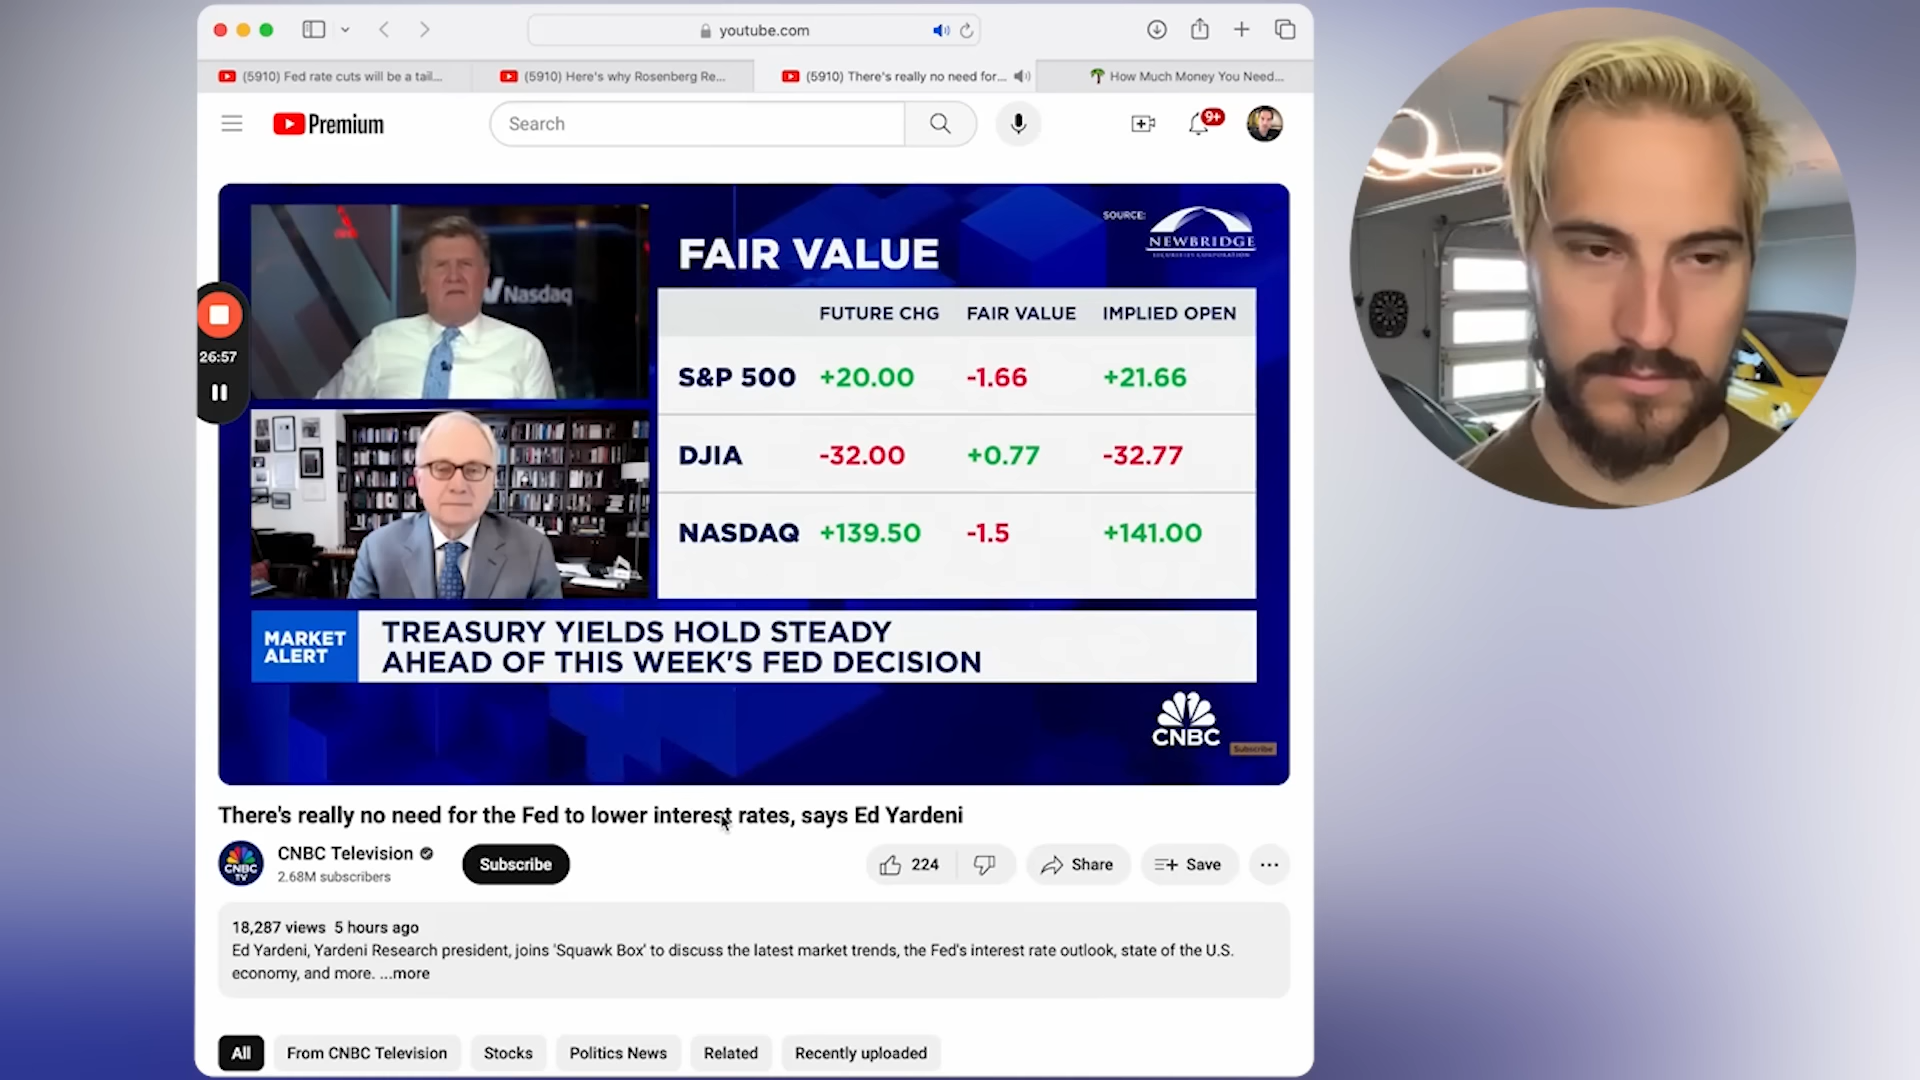 youtube.com
(5910) Fed rate cuts will be a tail...
(5910) Here's why Rosenberg Re...
(5910) There's really no need for...
How Much Money You Need...
Premium
Search
9+
SOURCE:
NEWBRIDGE
SECURITIES CORPORATION
FAIR VALUE
Nasdaq
FUTURE CHG FAIR VALUE IMPLIED OPEN
S&P 500 +20.00 -1.66 +21.66
DJIA -32.00 +0.77 -32.77
NASDAQ +139.50 -1.5 +141.00
26:57
MARKET
ALERT
TREASURY YIELDS HOLD STEADY
AHEAD OF THIS WEEK'S FED DECISION
CNBC
Subscribe
There's really no need for the Fed to lower interest rates, says Ed Yardeni
CNBC
TV
CNBC Television
2.68M subscribers
Subscribe
224
Share
Save
18,287 views 5 hours ago
Ed Yardeni, Yardeni Research president, joins 'Squawk Box' to discuss the latest market trends, the Fed's interest rate outlook, state of the U.S.
economy, and more. ...more
All
From CNBC Television
Stocks
Politics News
Related
Recently uploaded